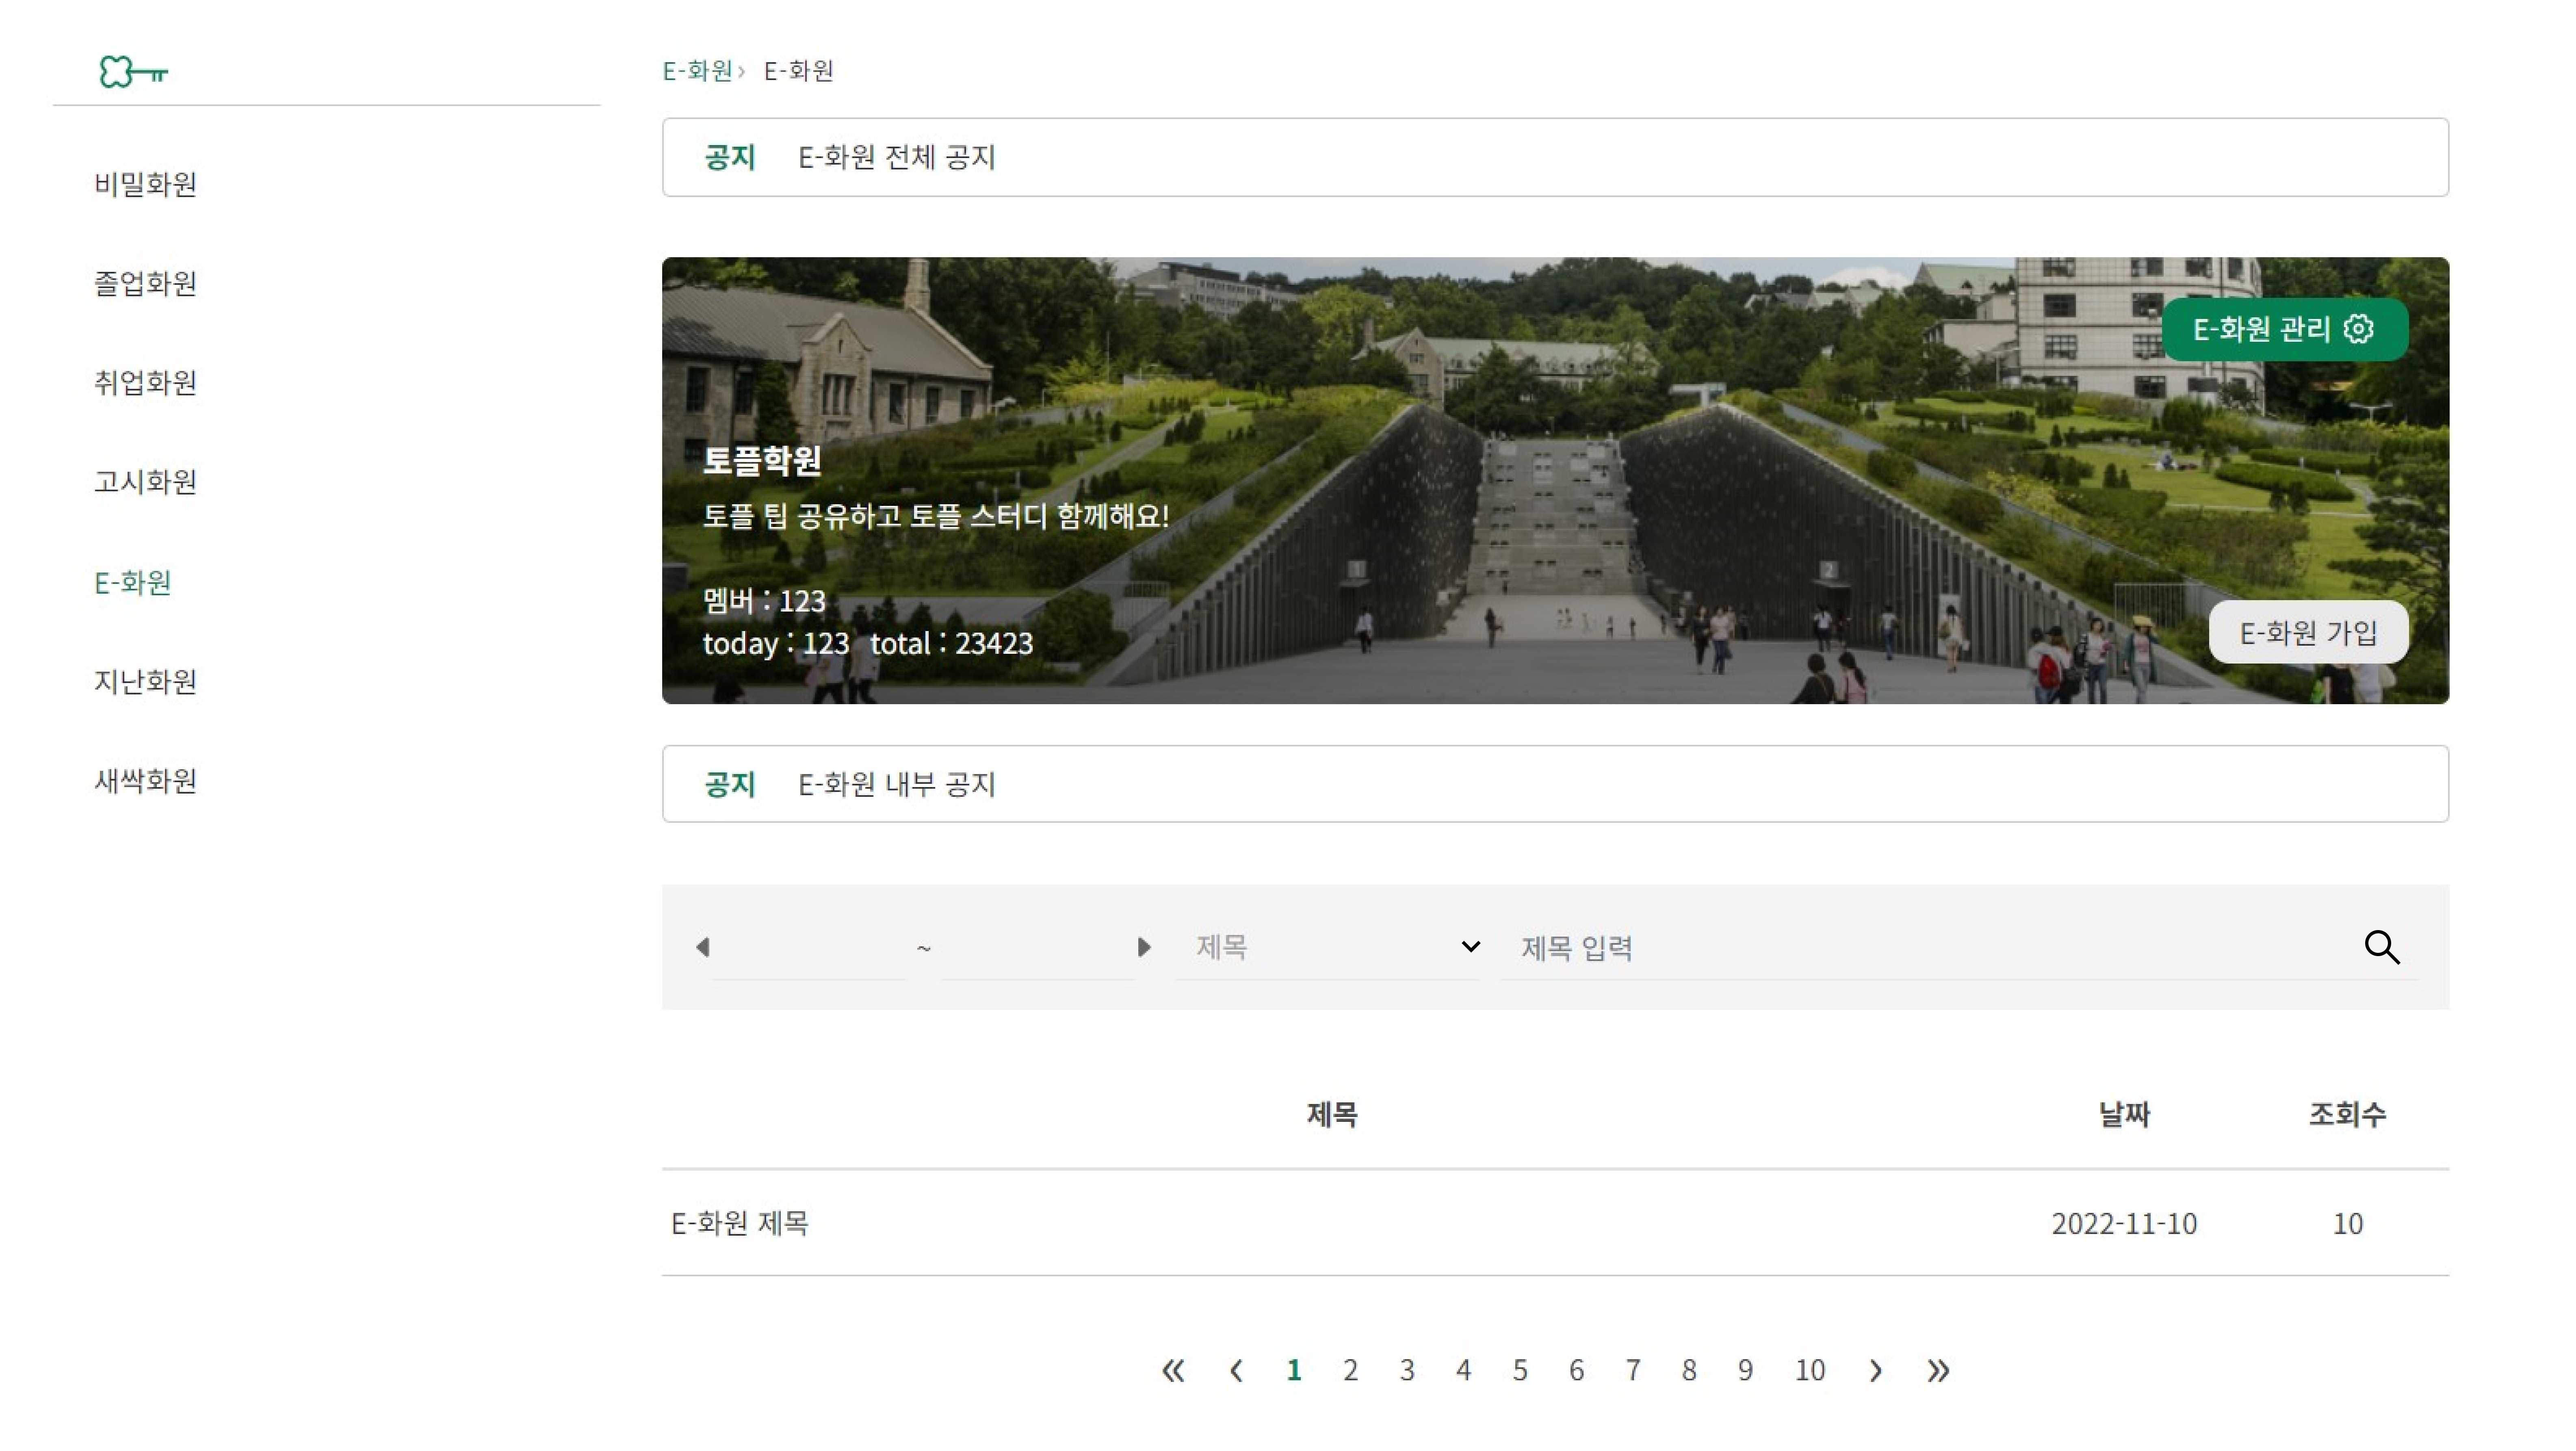 비밀화원
졸업화원
취업화원
고시화원
E-화원
지난화원
새싹화원
E-화원 › E-화원
공지 E-화원 전체 공지
E-화원 관리
토플학원
토플 팁 공유하고 토플 스터디 함께해요!
멤버 : 123
today : 123 total : 23423
E-화원 가입
공지 E-화원 내부 공지
~ 제목 제목 입력
제목 날짜 조회수
E-화원 제목 2022-11-10 10
« ‹ 1 2 3 4 5 6 7 8 9 10 › »